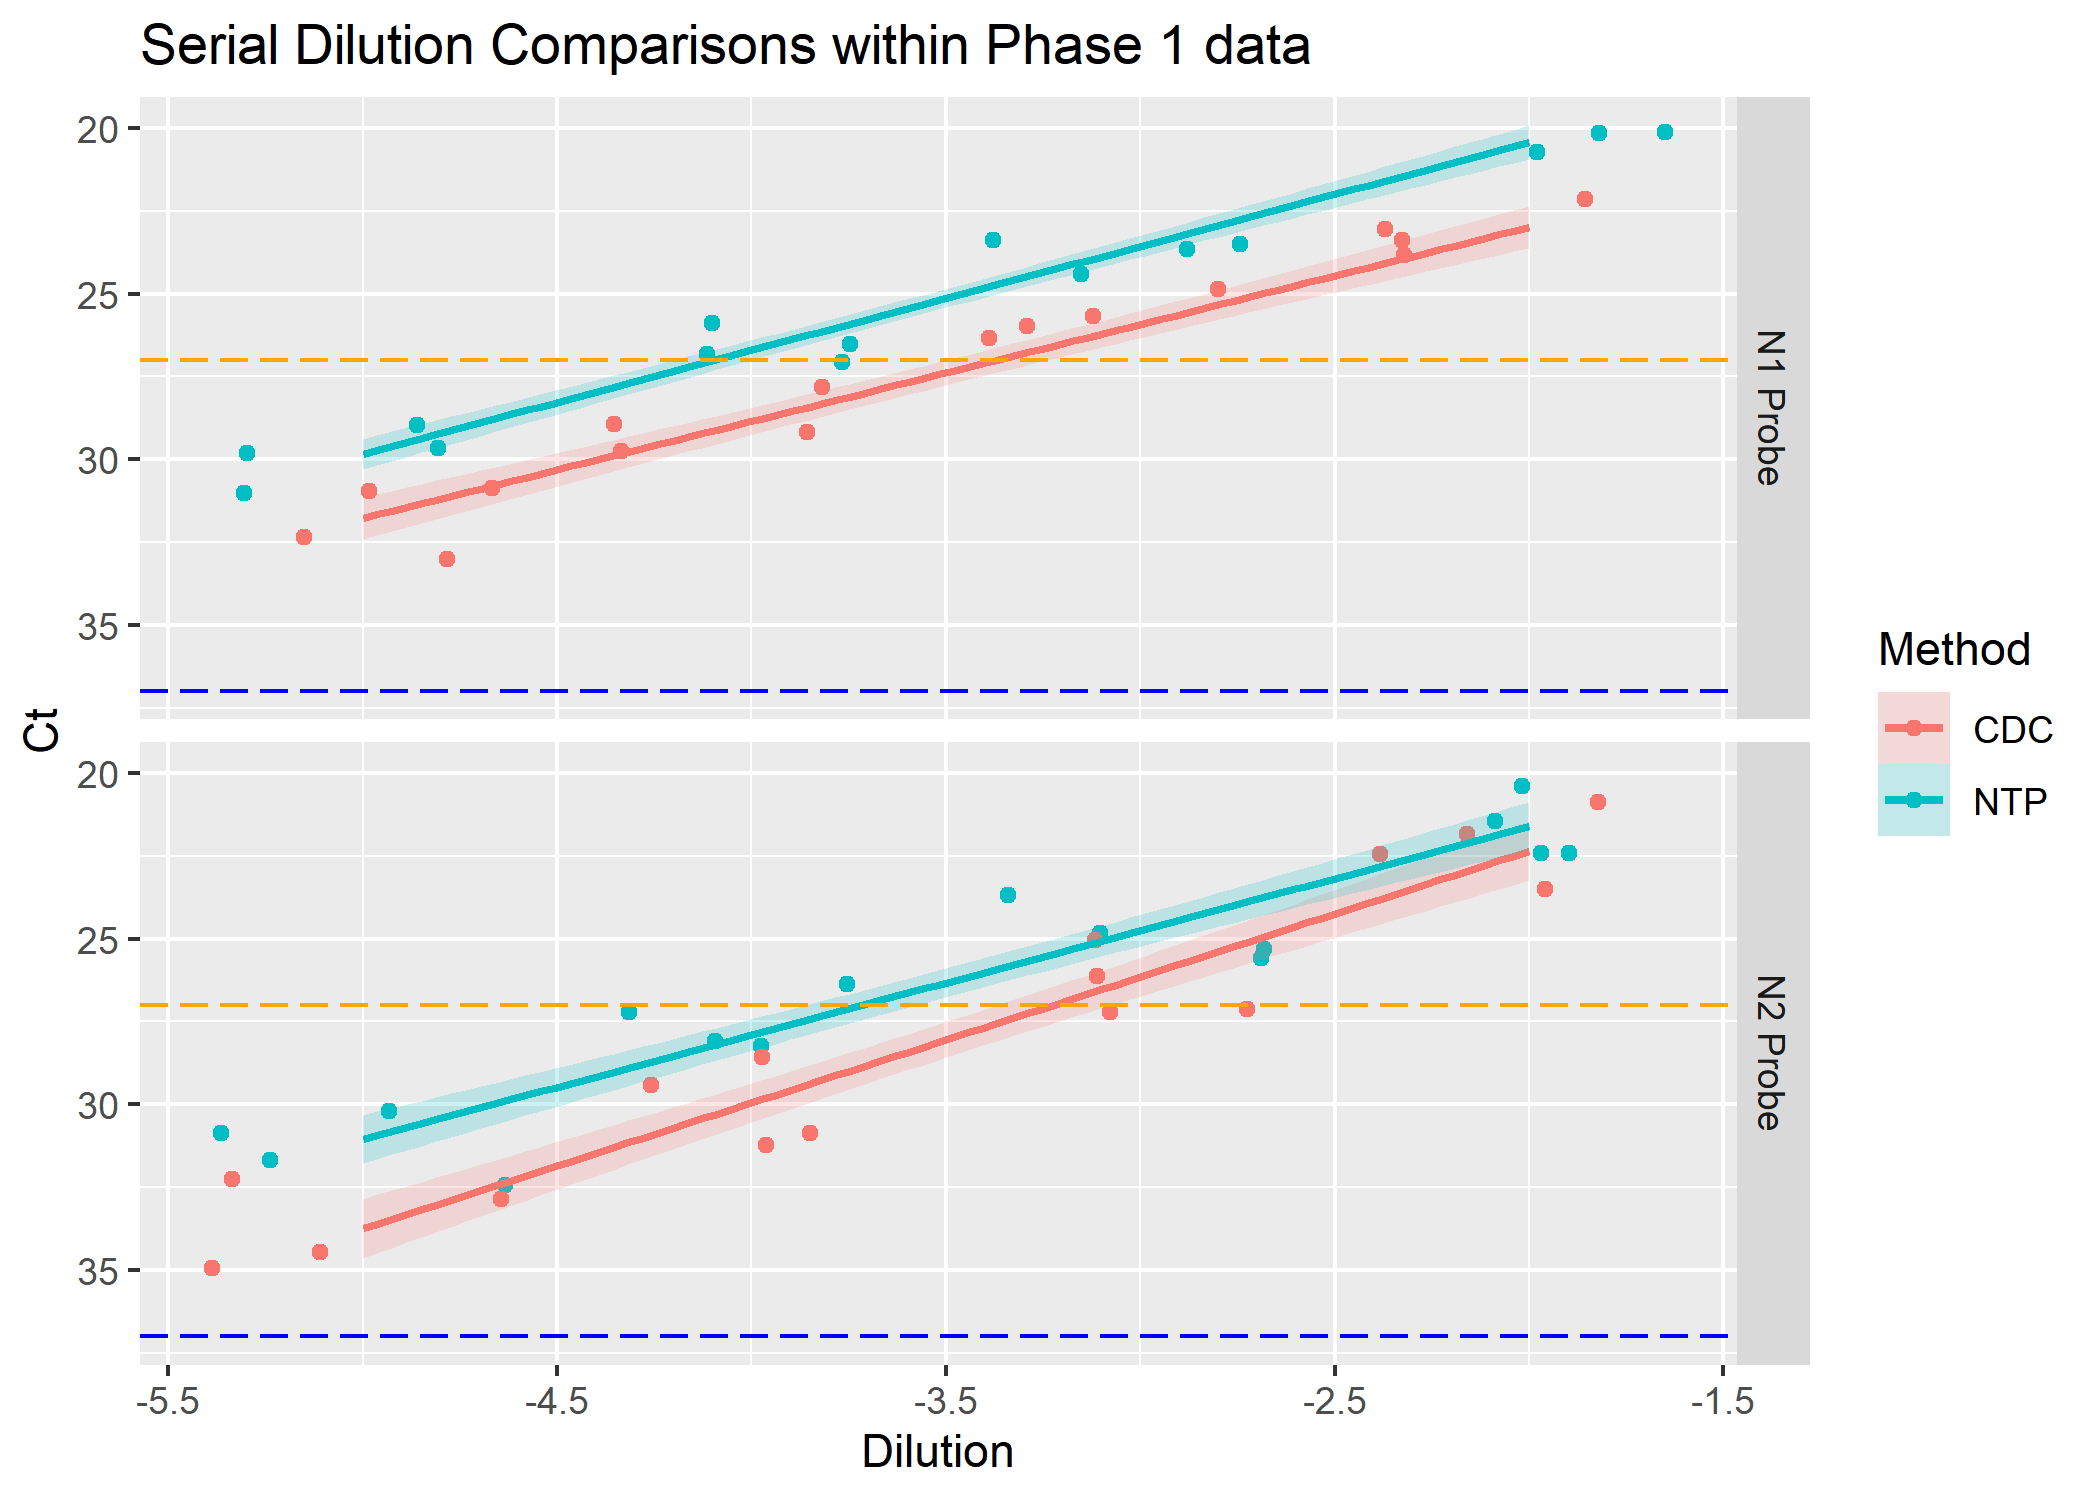 Serial Dilution Comparisons within Phase 1 data
20
25
30
35
N1 Probe
20
25
30
35
N2 Probe
Ct
-5.5
-4.5
-3.5
-2.5
-1.5
Dilution
Method
CDC
NTP